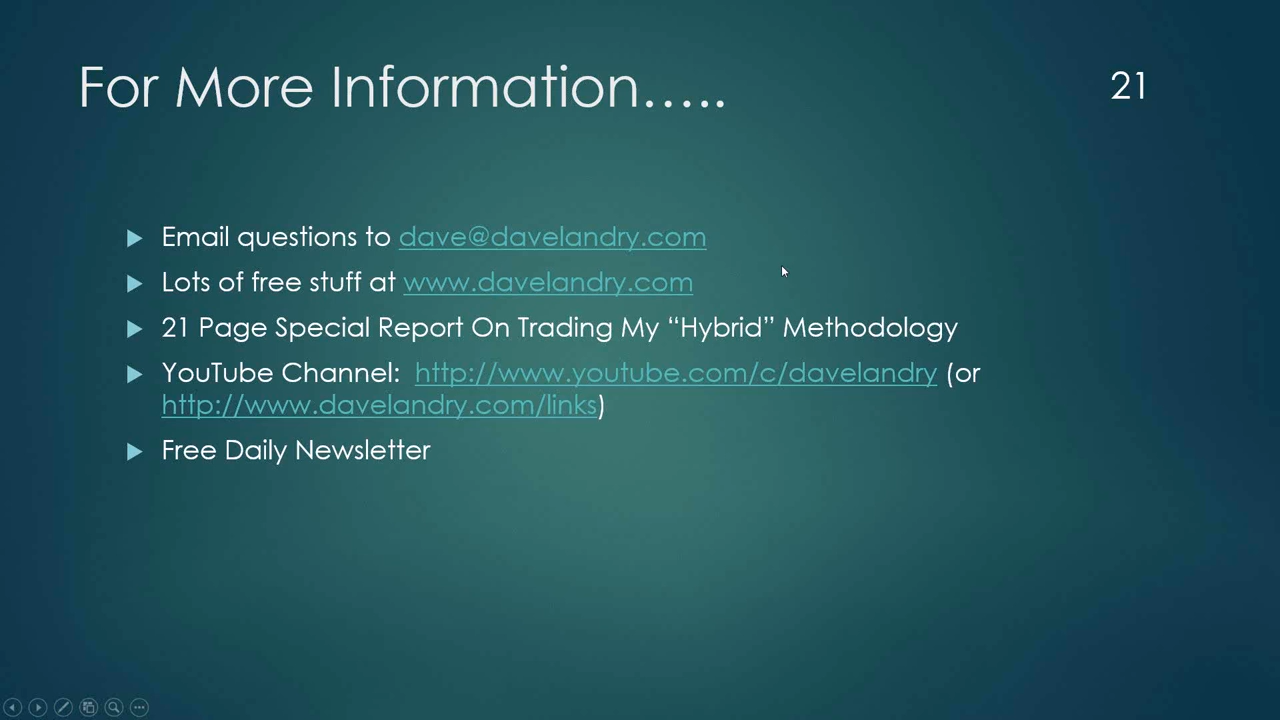 For More Information.....
21
Email questions to dave@davelandry.com
Lots of free stuff at www.davelandry.com
21 Page Special Report On Trading My “Hybrid” Methodology
YouTube Channel:  http://www.youtube.com/c/davelandry (or
http://www.davelandry.com/links)
Free Daily Newsletter